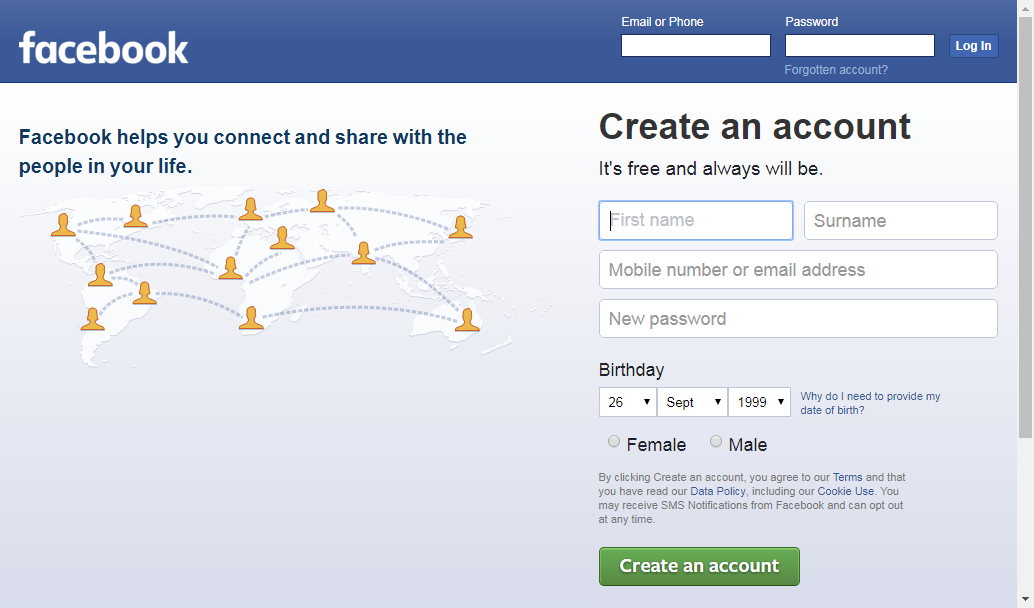 facebook
Email or Phone
Password
Log In
Forgotten account?
Facebook helps you connect and share with the
people in your life.
Create an account
It's free and always will be.
First name
Surname
Mobile number or email address
New password
Birthday
26
Sept
1999
Why do I need to provide my
date of birth?
Female
Male
By clicking Create an account, you agree to our Terms and that
you have read our Data Policy, including our Cookie Use. You
may receive SMS Notifications from Facebook and can opt out
at any time.
Create an account